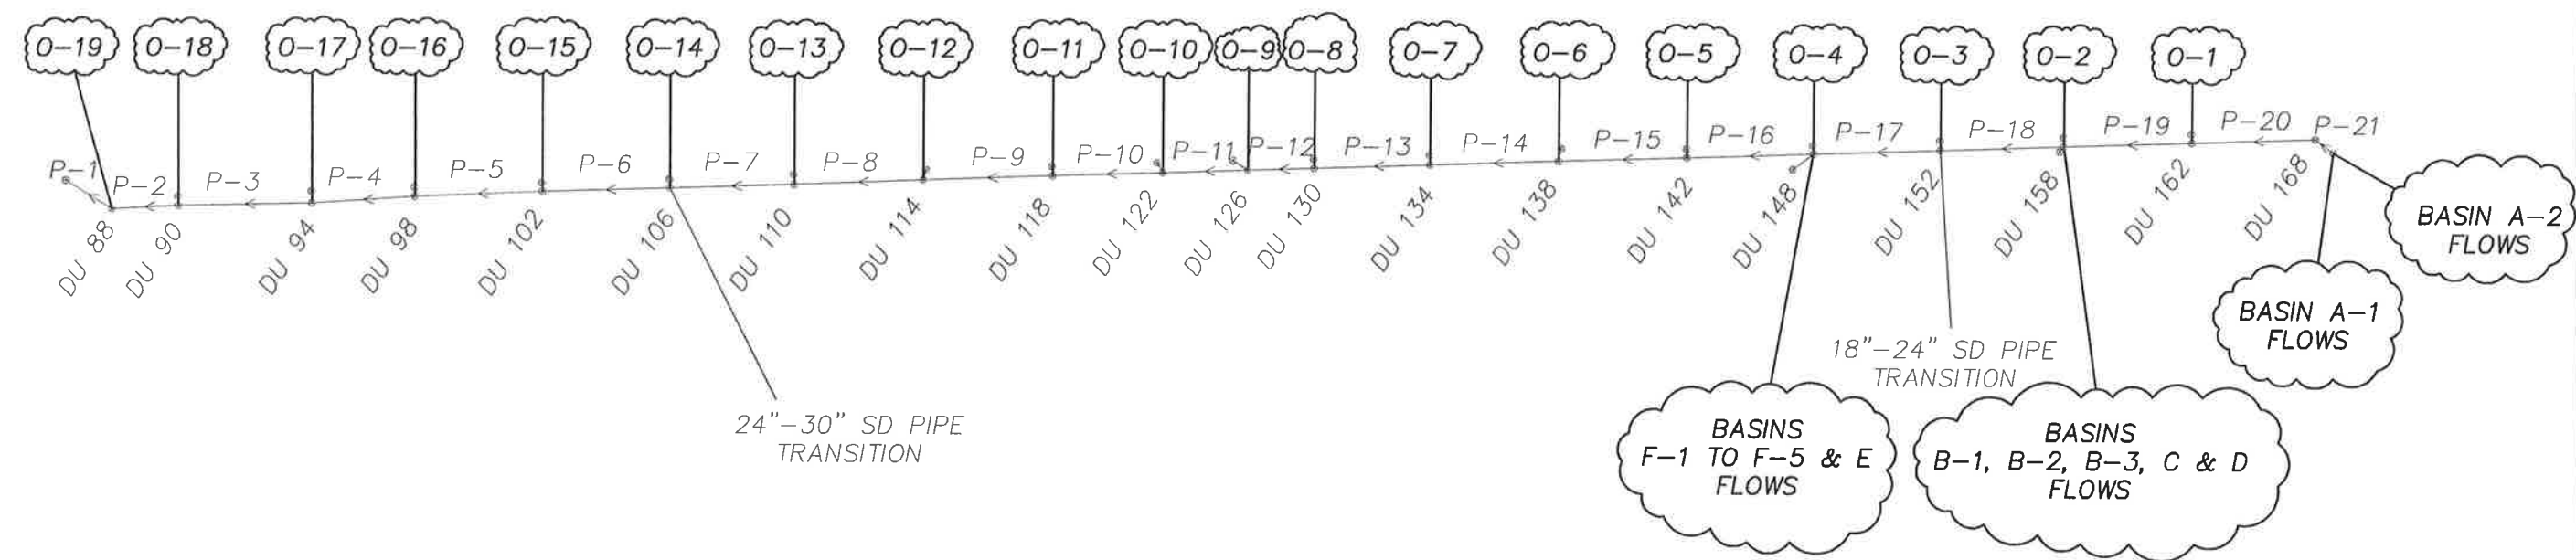 O-19
O-18
O-17
O-16
O-15
O-14
O-13
O-12
O-11
O-10
O-9
O-8
O-7
O-6
O-5
O-4
O-3
O-2
O-1
P-1
P-2
P-3
P-4
P-5
P-6
P-7
P-8
P-9
P-10
P-11
P-12
P-13
P-14
P-15
P-16
P-17
P-18
P-19
P-20
P-21
DU 88
DU 90
DU 94
DU 98
DU 102
DU 106
DU 110
DU 114
DU 118
DU 122
DU 126
DU 130
DU 134
DU 138
DU 142
DU 148
DU 152
DU 158
DU 162
DU 168
BASIN A-2
FLOWS
BASIN A-1
FLOWS
18"-24" SD PIPE
TRANSITION
24"-30" SD PIPE
TRANSITION
BASINS
F-1 TO F-5 & E
FLOWS
BASINS
B-1, B-2, B-3, C & D
FLOWS